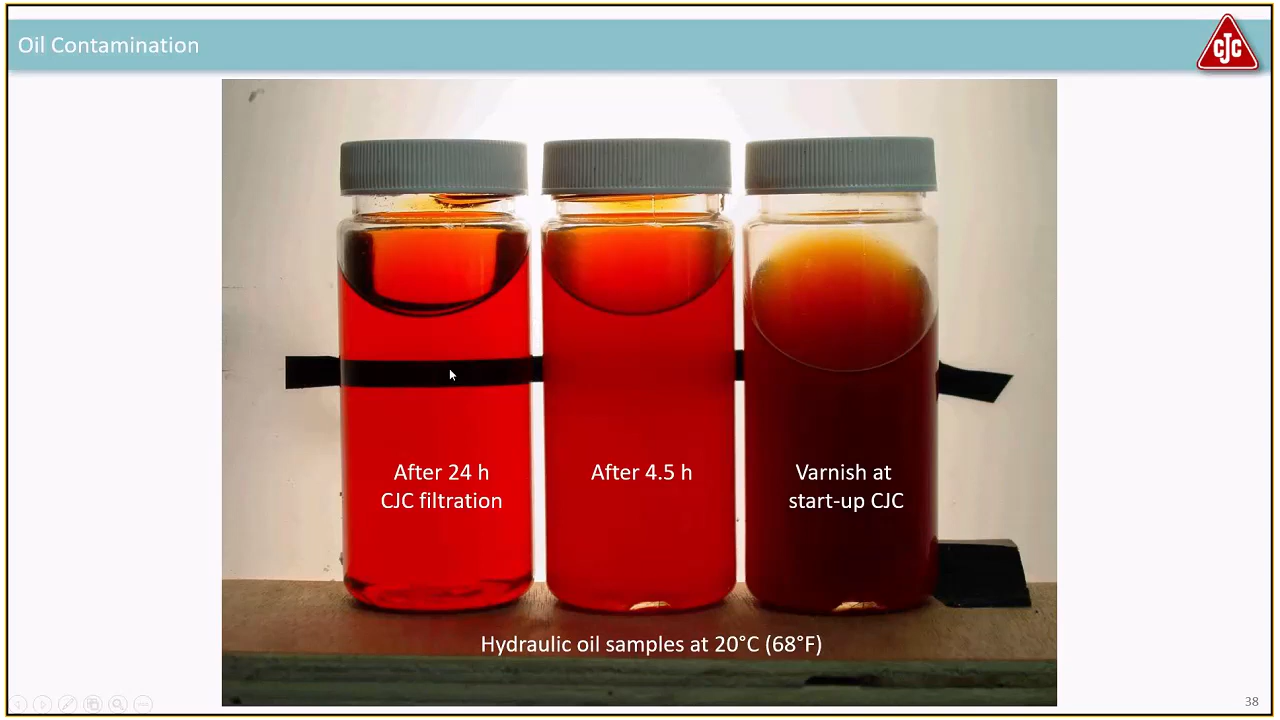 Oil Contamination
CJC
After 24 h
CJC filtration
After 4.5 h
Varnish at
start-up CJC
Hydraulic oil samples at 20°C (68°F)
38